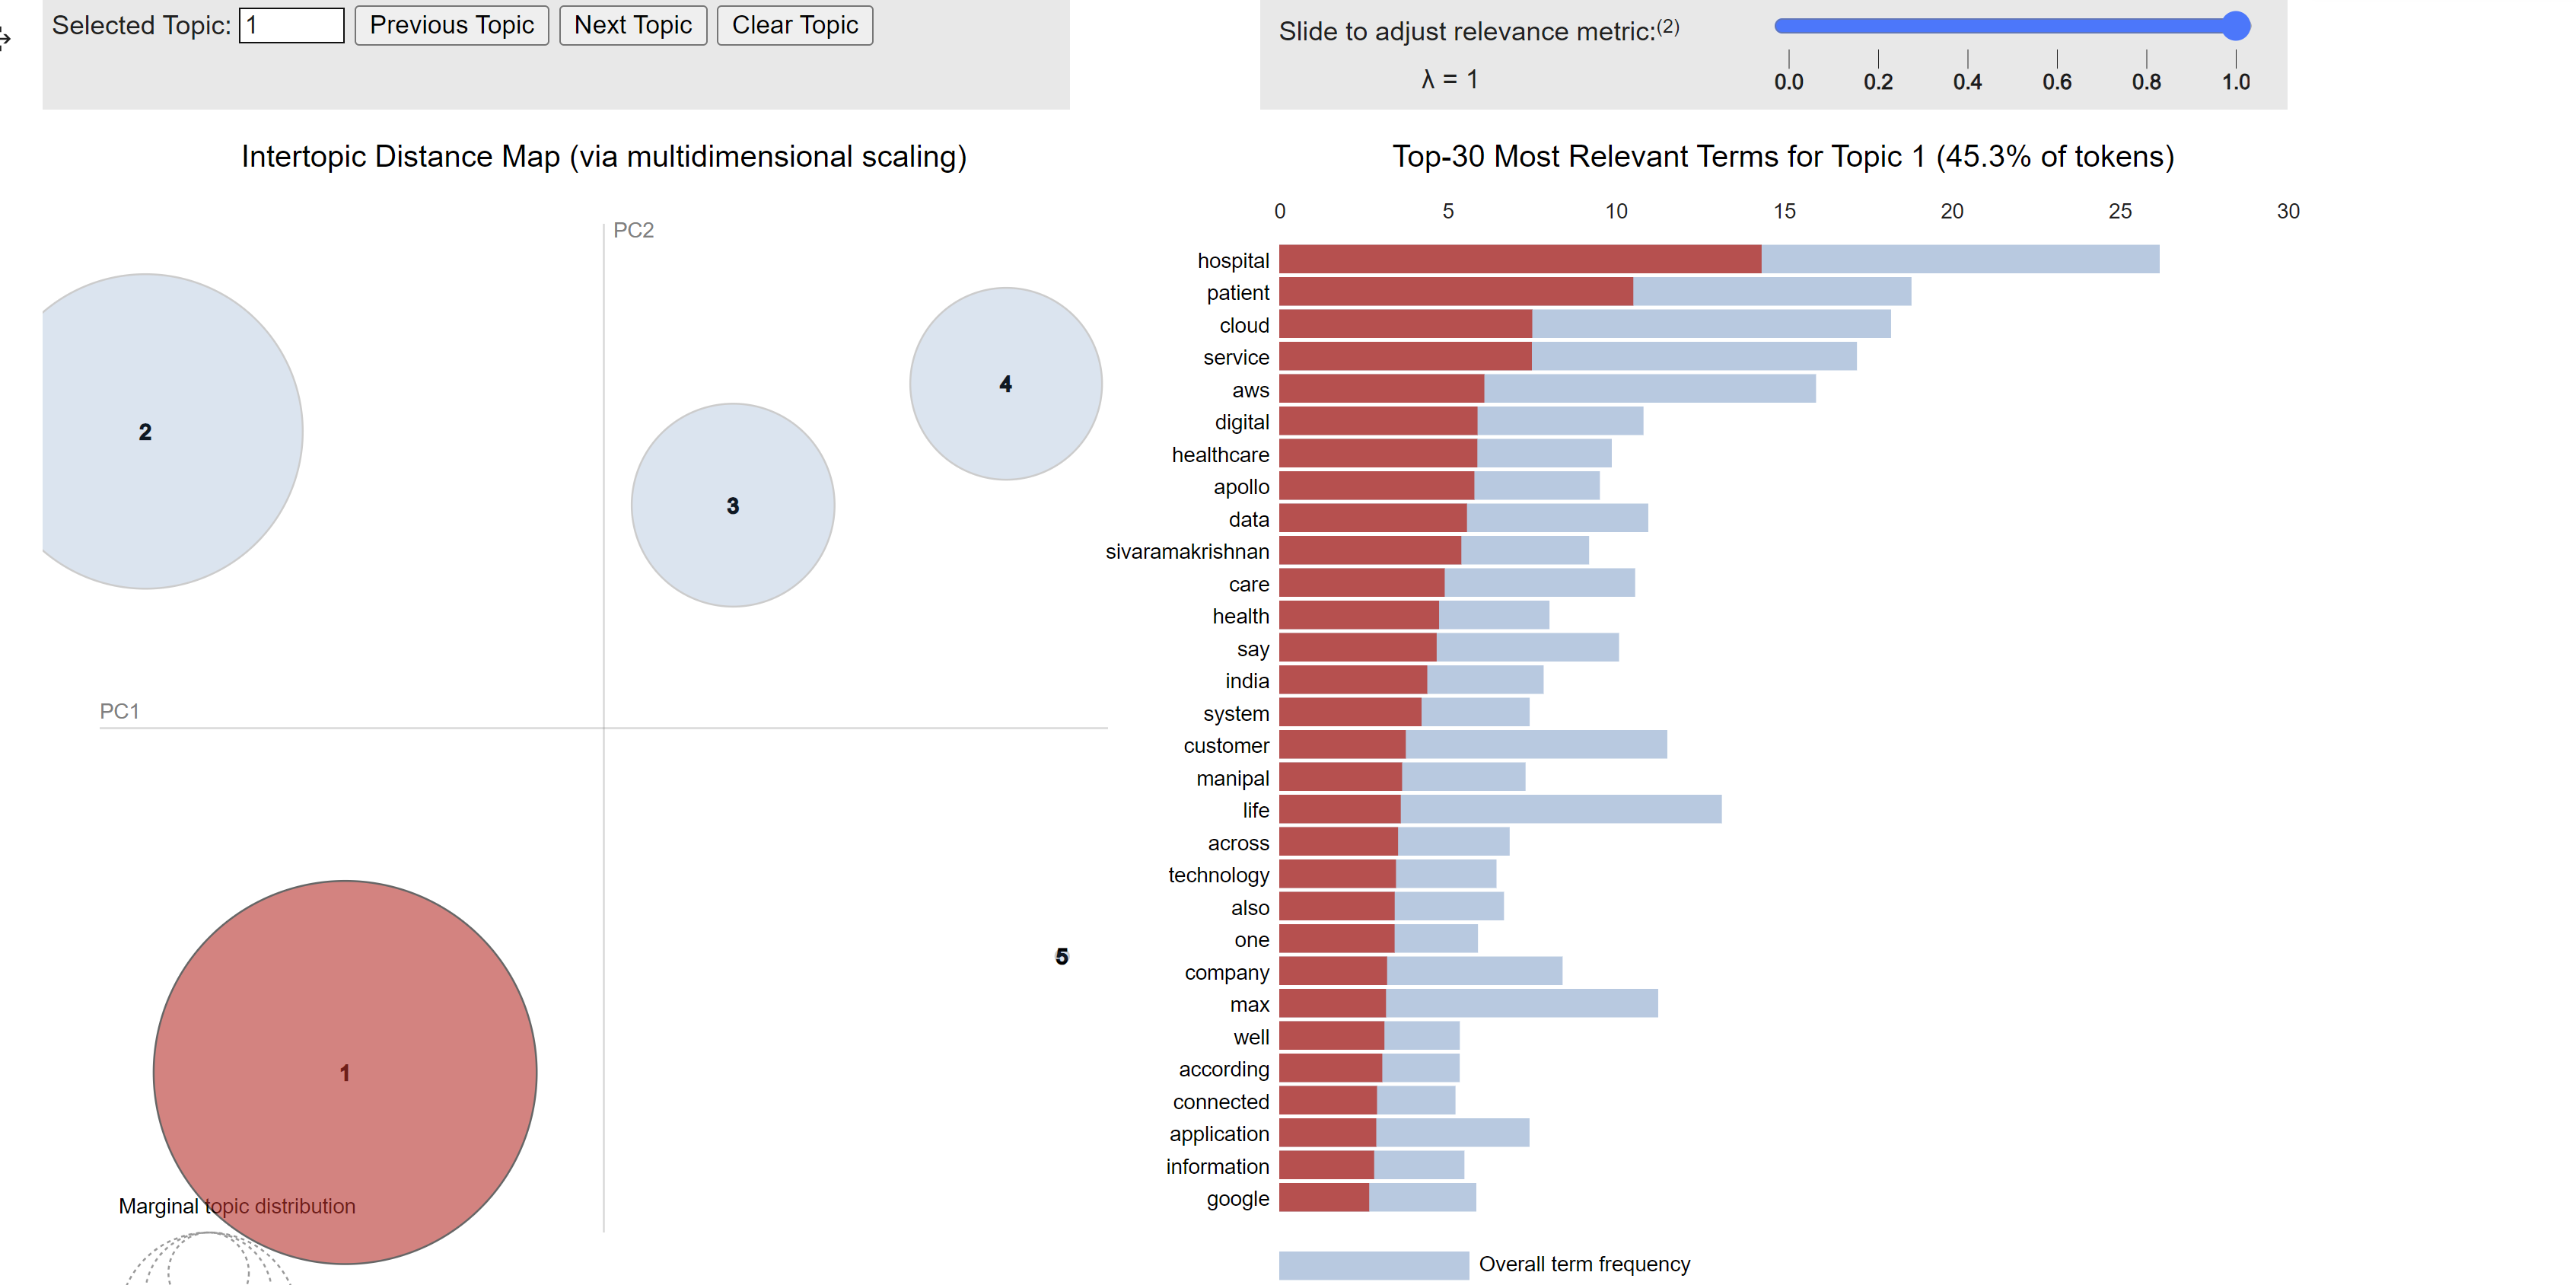 Selected Topic: 1 Previous Topic Next Topic Clear Topic
Slide to adjust relevance metric:(2)
λ = 1
0.0 0.2 0.4 0.6 0.8 1.0
Intertopic Distance Map (via multidimensional scaling)
PC2
PC1
2
3
4
5
1
Marginal topic distribution
Top-30 Most Relevant Terms for Topic 1 (45.3% of tokens)
0 5 10 15 20 25 30
hospital
patient
cloud
service
aws
digital
healthcare
apollo
data
sivaramakrishnan
care
health
say
india
system
customer
manipal
life
across
technology
also
one
company
max
well
according
connected
application
information
google
Overall term frequency